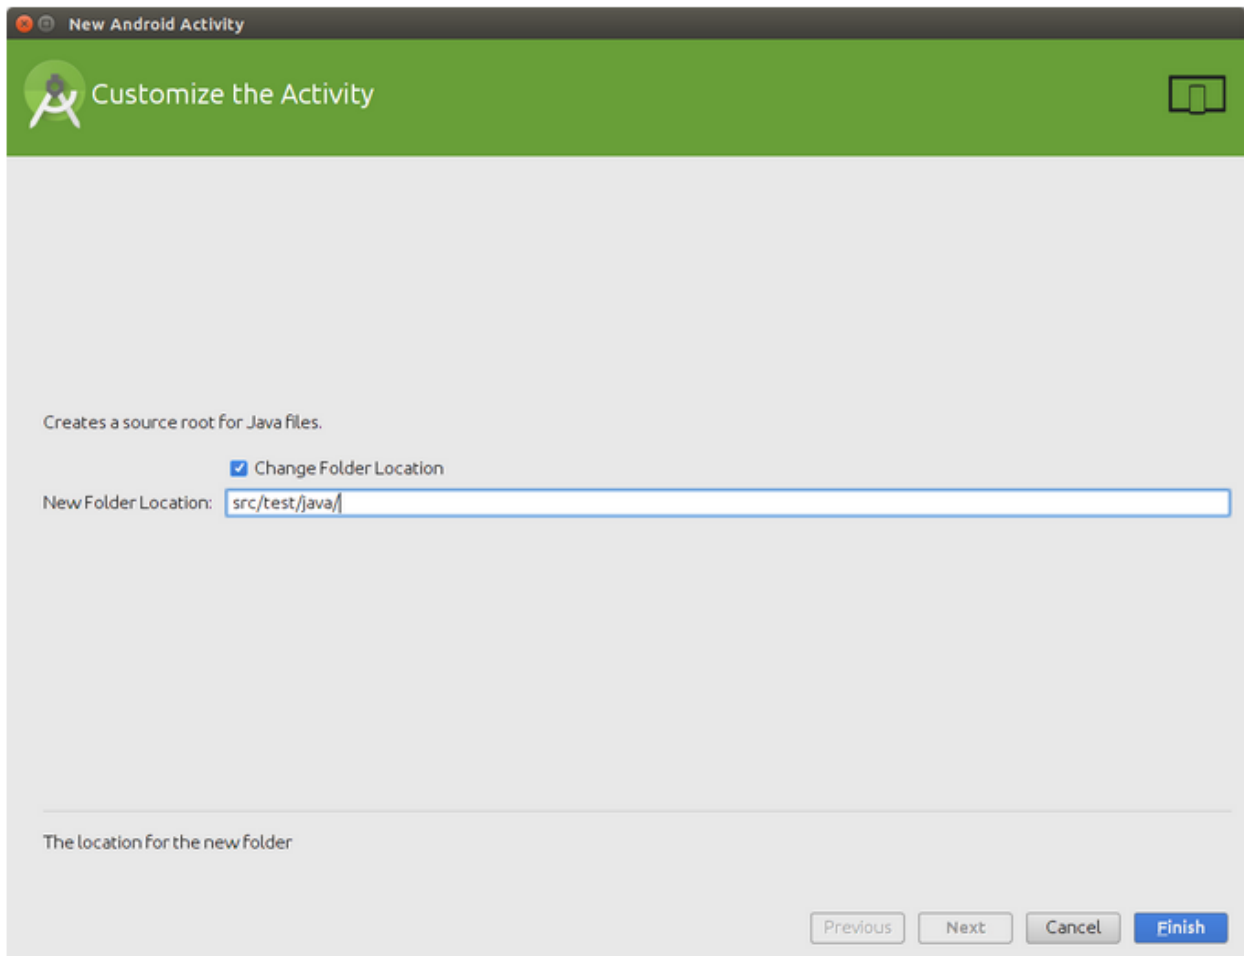 New Android Activity
Customize the Activity
Creates a source root for Java files.
Change Folder Location
New Folder Location: src/test/java/
The location for the new folder
Previous Next Cancel Finish